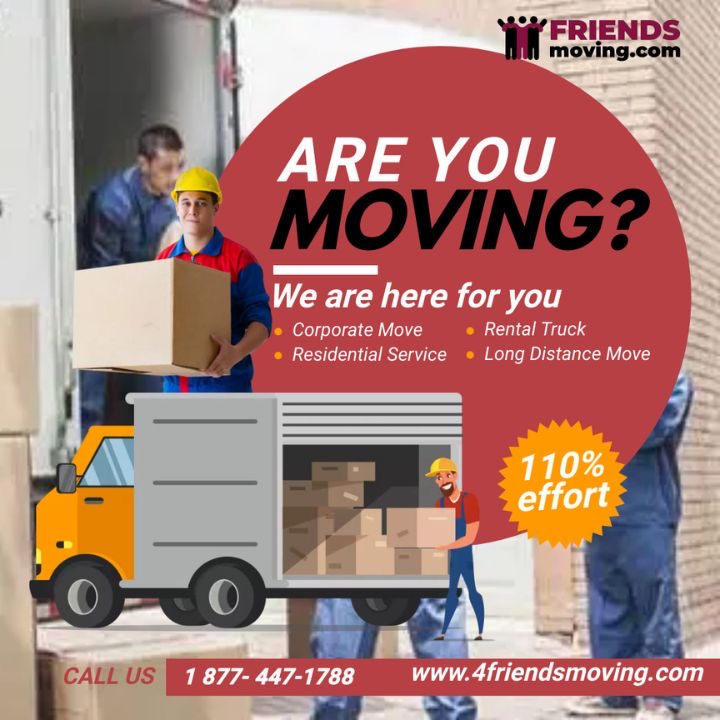 FRIENDS
moving.com
ARE YOU
MOVING?
We are here for you
• Corporate Move
• Rental Truck
• Residential Service
• Long Distance Move
110%
effort
CALL US
1 877- 447-1788
www.4friendsmoving.com